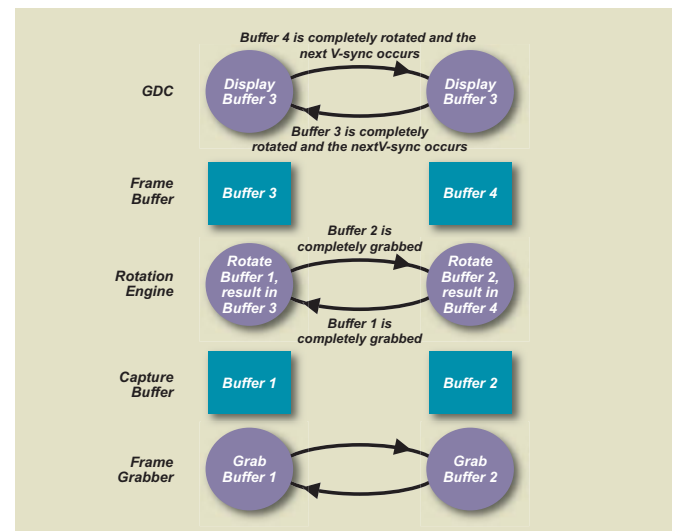 Buffer 4 is completely rotated and the
next V-sync occurs
GDC
Display
Buffer 3
Display
Buffer 3
Buffer 3 is completely
rotated and the nextV-sync occurs
Frame
Buffer
Buffer 3
Buffer 4
Buffer 2 is
completely grabbed
Rotation
Engine
Rotate
Buffer 1,
result in
Buffer 3
Rotate
Buffer 2,
result in
Buffer 4
Buffer 1 is
completely grabbed
Capture
Buffer
Buffer 1
Buffer 2
Frame
Grabber
Grab
Buffer 1
Grab
Buffer 2